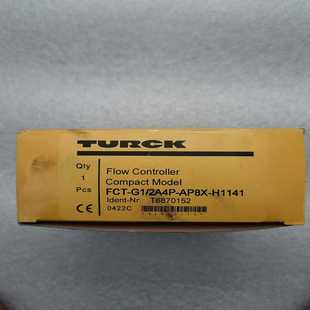 TURCK
Qty
1
Pcs
Flow Controller
Compact Model
FCT-G1/2A4P-AP8X-H1141
Ident-Nr. T6870152
CE 0422C